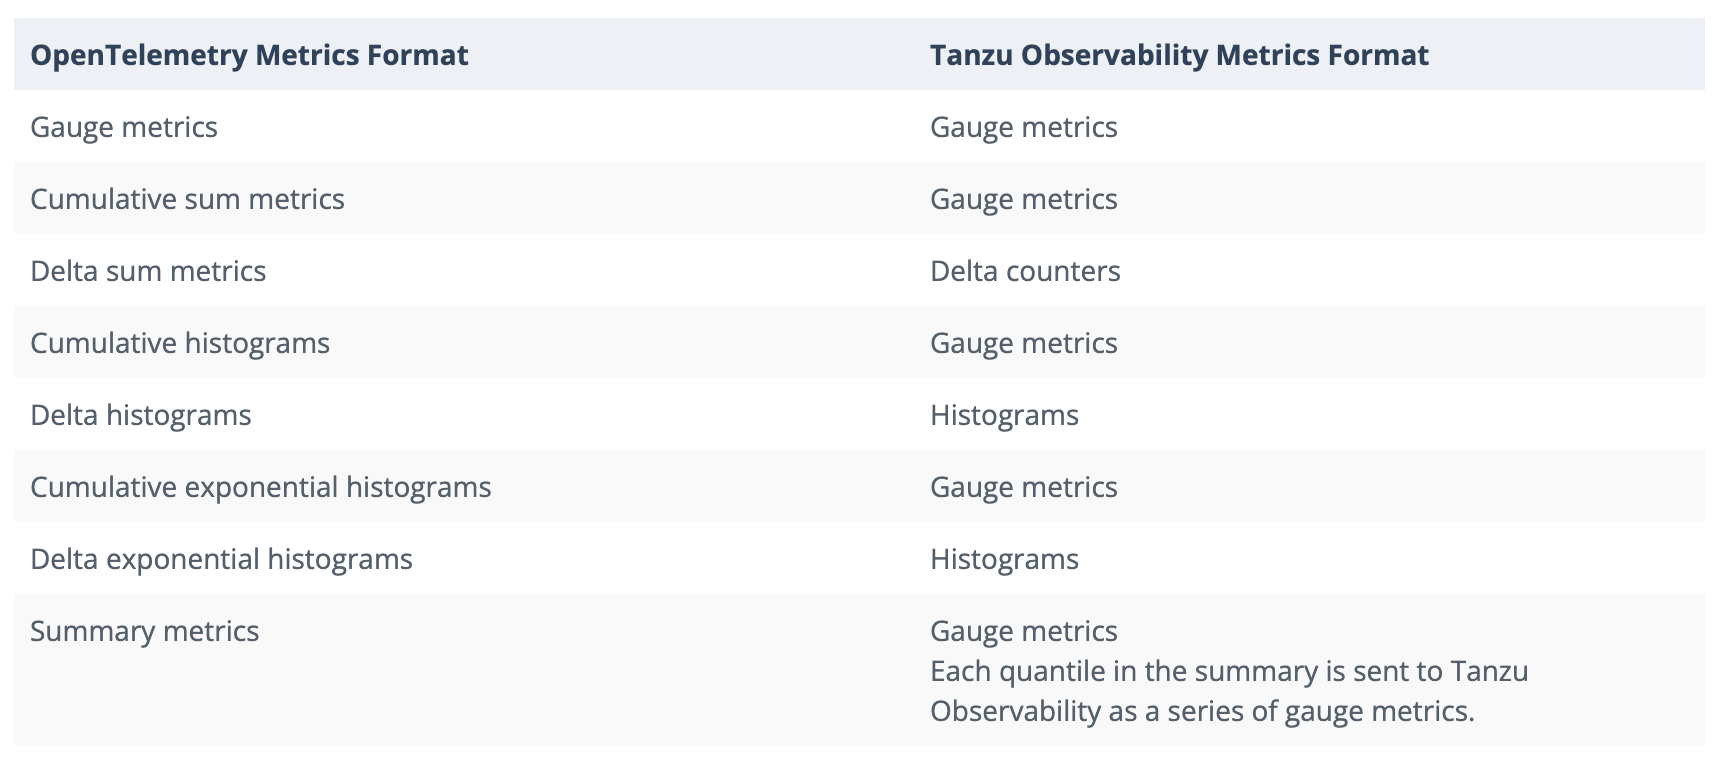 OpenTelemetry Metrics Format Tanzu Observability Metrics Format
Gauge metrics Gauge metrics
Cumulative sum metrics Gauge metrics
Delta sum metrics Delta counters
Cumulative histograms Gauge metrics
Delta histograms Histograms
Cumulative exponential histograms Gauge metrics
Delta exponential histograms Histograms
Summary metrics Gauge metrics
Each quantile in the summary is sent to Tanzu
Observability as a series of gauge metrics.